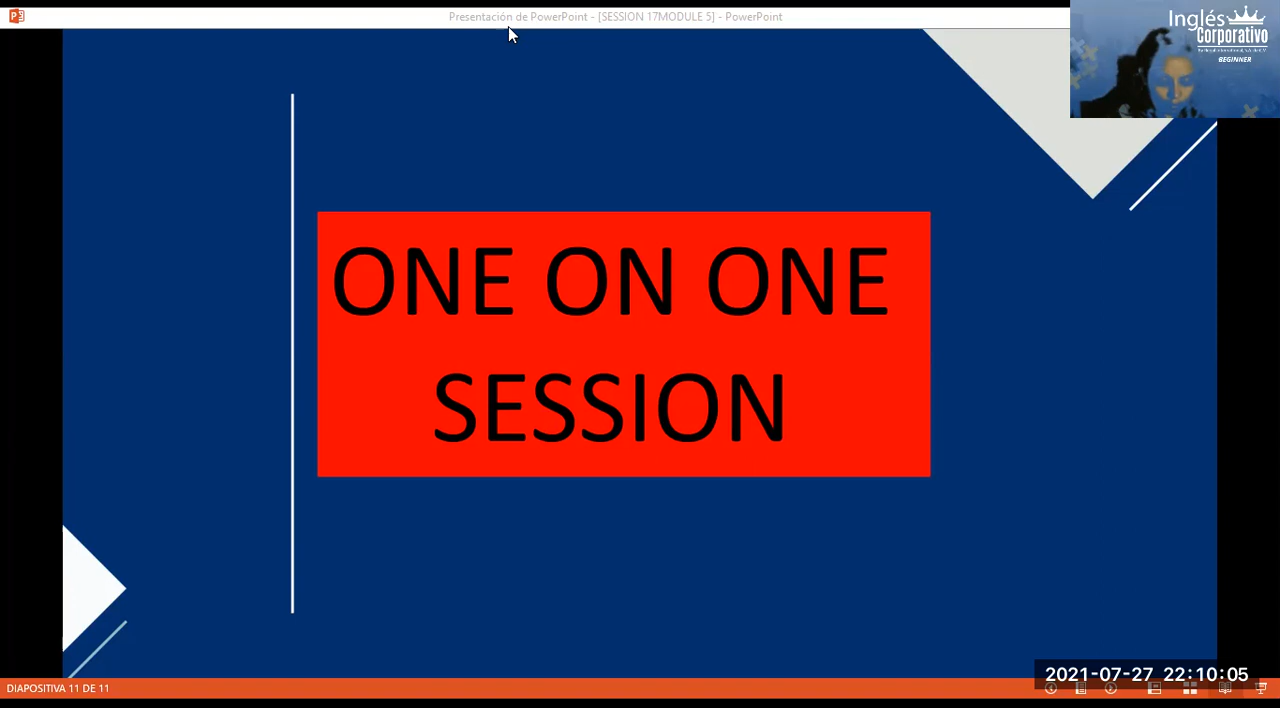 Presentación de PowerPoint - [SESSION 17MODULE 5] - PowerPoint
Inglés
Corporativo
BEGINNER
ONE ON ONE
SESSION
2021-07-27 22:10:05
DIAPOSITIVA 11 DE 11